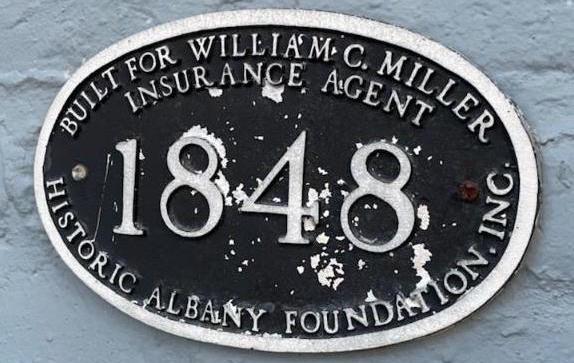 BUILT FOR WILLIAM C. MILLER
INSURANCE AGENT
1848
HISTORIC ALBANY FOUNDATION, INC.